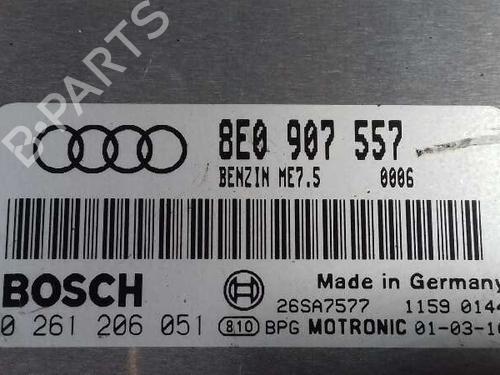 B-PARTS
8E0 907 557
BENZIN ME7.5 0006
BOSCH
Made in Germany
26SA7577 1159 0144
0 261 206 051 810 BPG MOTRONIC 01-03-16